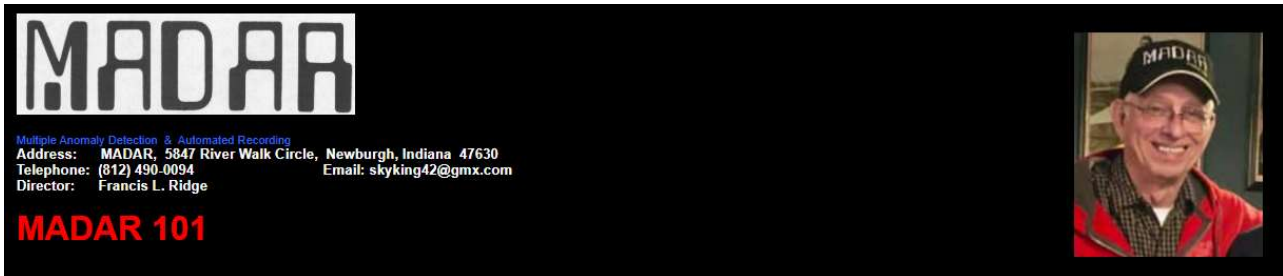 MADAR
MADAR
Multiple Anomaly Detection & Automated Recording
Address: MADAR, 5847 River Walk Circle, Newburgh, Indiana 47630
Telephone: (812) 490-0094 Email: skyking42@gmx.com
Director: Francis L. Ridge
MADAR 101